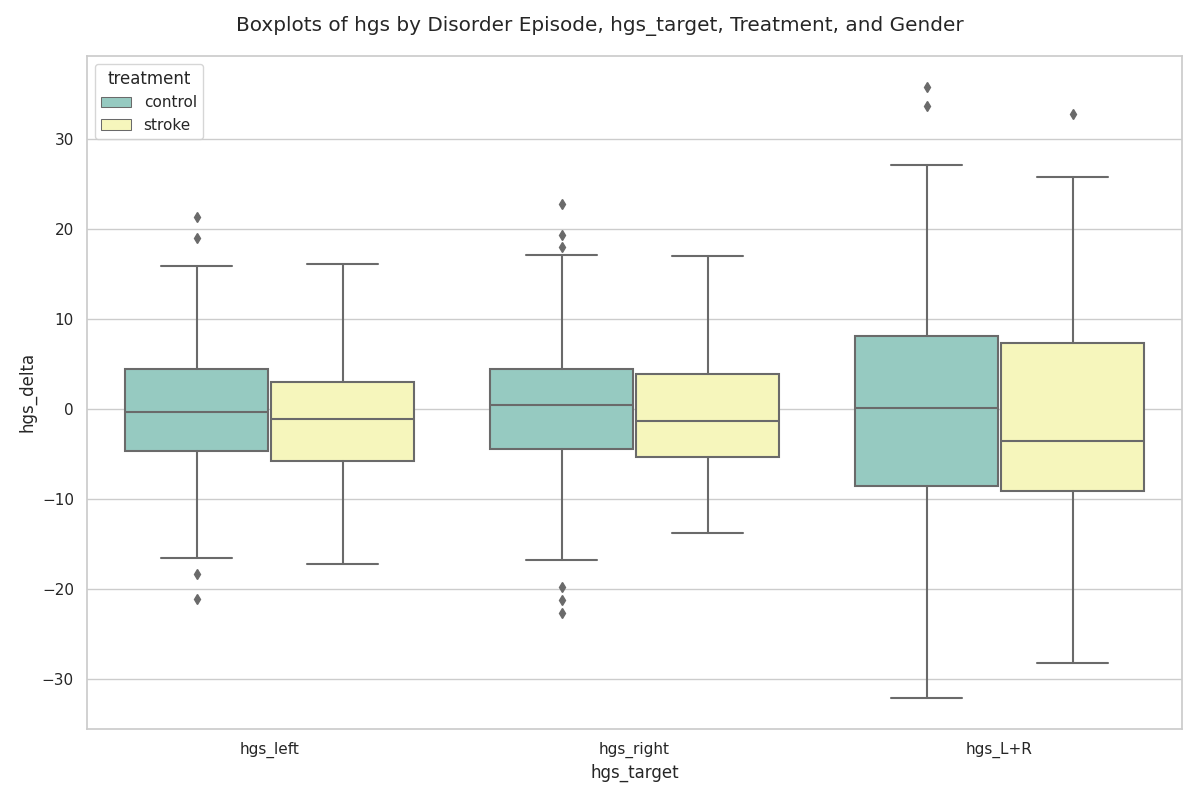 Boxplots of hgs by Disorder Episode, hgs_target, Treatment, and Gender
treatment
control
stroke
hgs_delta
30
20
10
0
−10
−20
−30
hgs_left
hgs_right
hgs_L+R
hgs_target